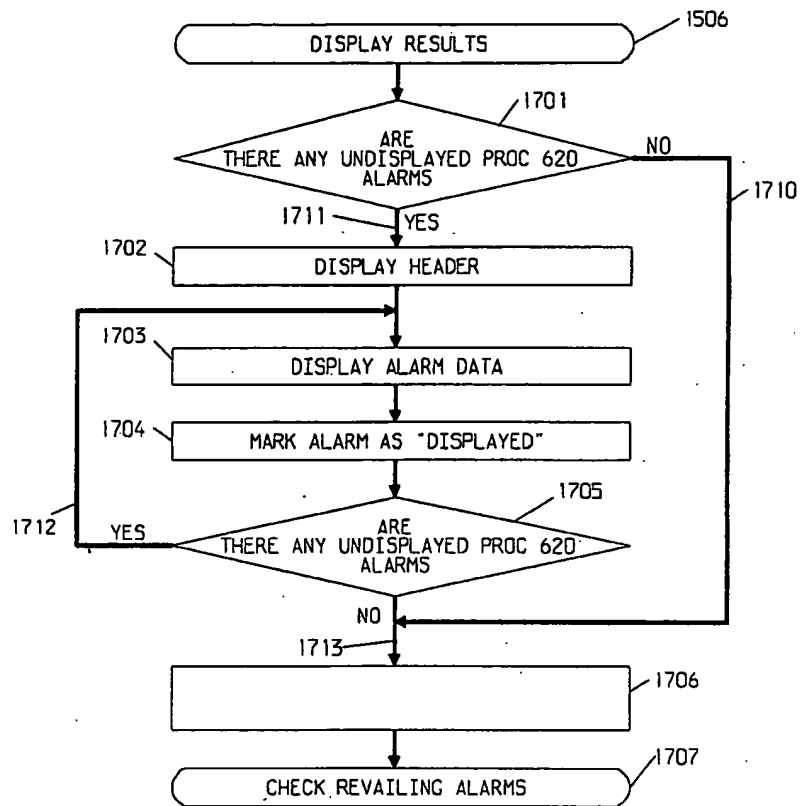 1506
DISPLAY RESULTS
1701
ARE
THERE ANY UNDISPLAYED PROC 620
ALARMS
NO
1710
1711
YES
1702
DISPLAY HEADER
1703
DISPLAY ALARM DATA
1704
MARK ALARM AS "DISPLAYED"
1705
1712
YES
ARE
THERE ANY UNDISPLAYED PROC 620
ALARMS
NO
1713
1706
1707
CHECK REVAILING ALARMS